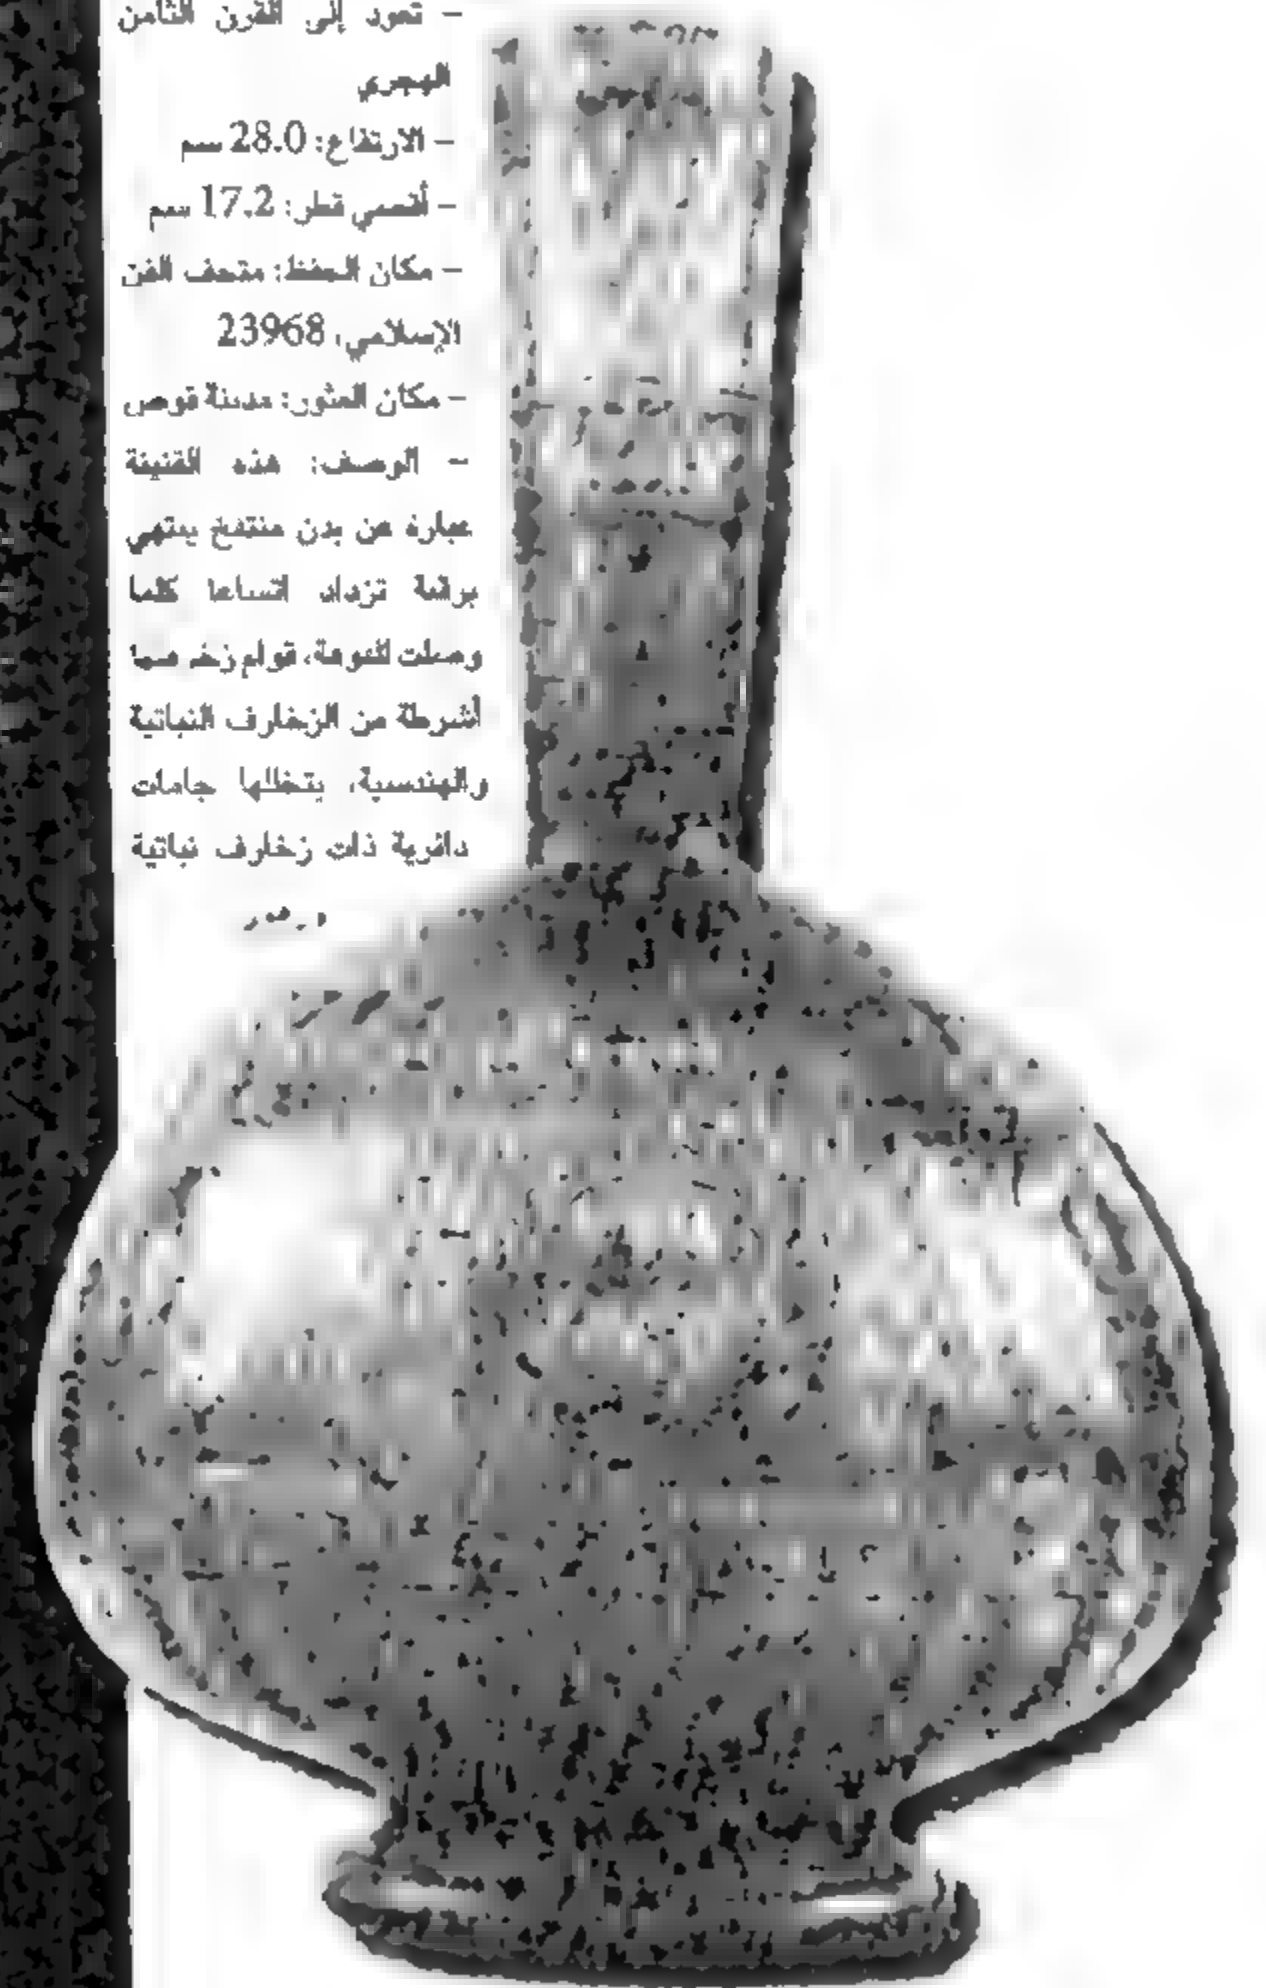 - تعود إلى القرن الثامن
الهجري
- الارتفاع: 28.0 سم
- أقصى قطر: 17.2 سم
- مكان الحفظ: متحف الفن
الإسلامي، 23968
- مكان العثور: مدينة قوص
- الوصف: هذه القنينة
عبارة عن بدن منتفخ ينتهي
برقبة تزداد اتساعا كلما
وصلت للفوهة، قوام زخرفتها
أشرطة من الزخارف النباتية
والهندسية، يتخللها جامات
دائرية ذات زخارف نباتية